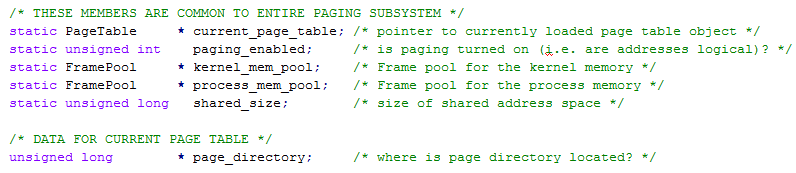 /* THESE MEMBERS ARE COMMON TO ENTIRE PAGING SUBSYSTEM */
static PageTable     * current_page_table; /* pointer to currently loaded page table object */
static unsigned int    paging_enabled;     /* is paging turned on (i.e. are addresses logical)? */
static FramePool     * kernel_mem_pool;    /* Frame pool for the kernel memory */
static FramePool     * process_mem_pool;   /* Frame pool for the process memory */
static unsigned long   shared_size;        /* size of shared address space */

/* DATA FOR CURRENT PAGE TABLE */
unsigned long        * page_directory;     /* where is page directory located? */